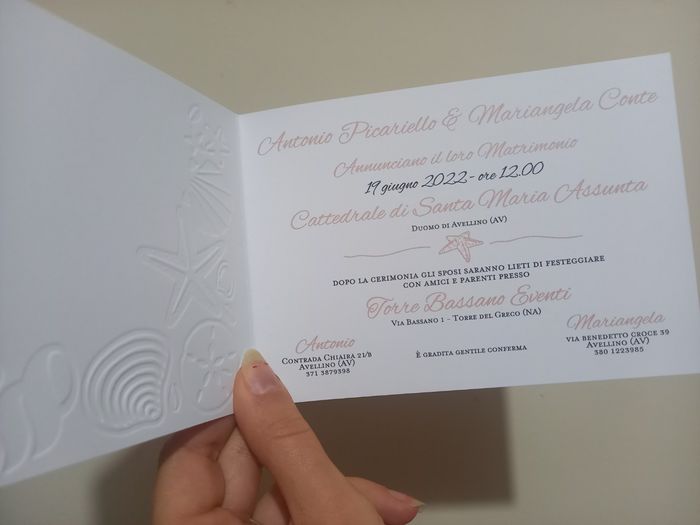 Antonio Picariello & Mariangela Conte
Annunciano il loro Matrimonio
19 giugno 2022 - ore 12.00
Cattedrale di Santa Maria Assunta
Duomo di Avellino (AV)
DOPO LA CERIMONIA GLI SPOSI SARANNO LIETI DI FESTEGGIARE
CON AMICI E PARENTI PRESSO
Torre Bassano Eventi
Via Bassano 1 - Torre del Greco (NA)
Antonio
Contrada Chiaira 21/B
Avellino (AV)
371 3879398
È GRADITA GENTILE CONFERMA
Mariangela
VIA BENEDETTO CROCE 39
AVELLINO (AV)
380 1223985